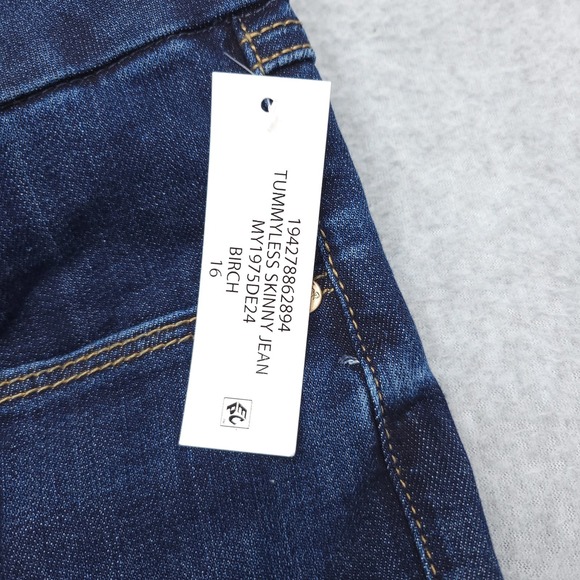 194278862894
TUMMYLESS SKINNY JEAN
MY1975DE24
BIRCH
16